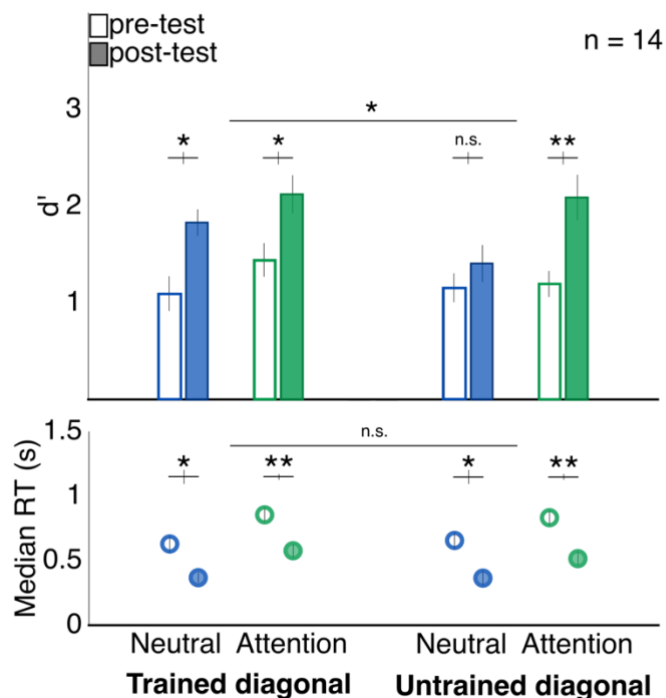 pre-test
post-test
n = 14
3
*
* * n.s. **
d' 2
1
1.5
n.s.
* ** * **
Median RT (s)
1
0.5
0
Neutral Attention Neutral Attention
Trained diagonal Untrained diagonal